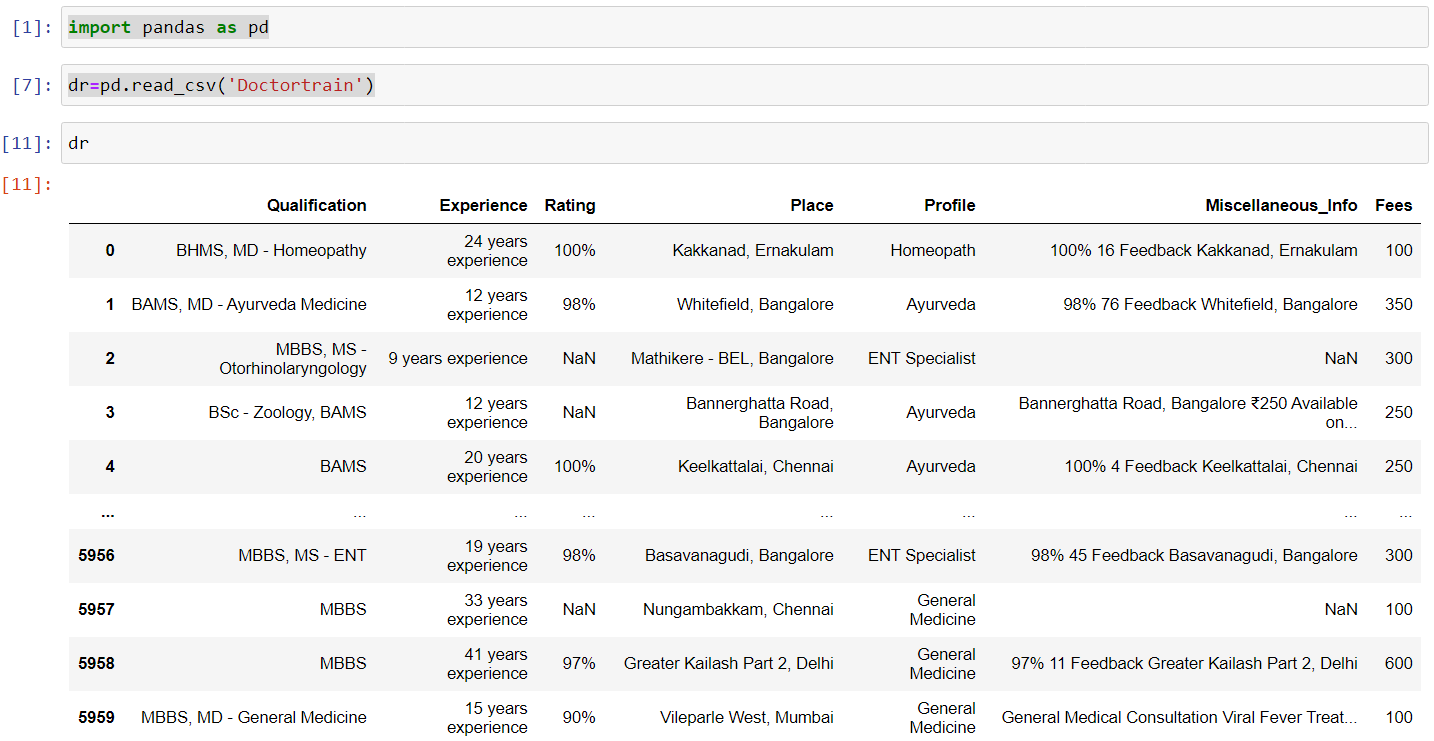 [1]: import pandas as pd
[7]: dr=pd.read_csv('Doctortrain')
[11]: dr
[11]:
Qualification Experience Rating Place Profile Miscellaneous_Info Fees
0 BHMS, MD - Homeopathy 24 years experience 100% Kakkanad, Ernakulam Homeopath 100% 16 Feedback Kakkanad, Ernakulam 100
1 BAMS, MD - Ayurveda Medicine 12 years experience 98% Whitefield, Bangalore Ayurveda 98% 76 Feedback Whitefield, Bangalore 350
2 MBBS, MS - Otorhinolaryngology 9 years experience NaN Mathikere - BEL, Bangalore ENT Specialist NaN 300
3 BSc - Zoology, BAMS 12 years experience NaN Bannerghatta Road, Bangalore Ayurveda Bannerghatta Road, Bangalore ₹250 Available on... 250
4 BAMS 20 years experience 100% Keelkattalai, Chennai Ayurveda 100% 4 Feedback Keelkattalai, Chennai 250
... ... ... ... ... ... ... ...
5956 MBBS, MS - ENT 19 years experience 98% Basavanagudi, Bangalore ENT Specialist 98% 45 Feedback Basavanagudi, Bangalore 300
5957 MBBS 33 years experience NaN Nungambakkam, Chennai General Medicine NaN 100
5958 MBBS 41 years experience 97% Greater Kailash Part 2, Delhi General Medicine 97% 11 Feedback Greater Kailash Part 2, Delhi 600
5959 MBBS, MD - General Medicine 15 years experience 90% Vileparle West, Mumbai General Medicine General Medical Consultation Viral Fever Treat... 100